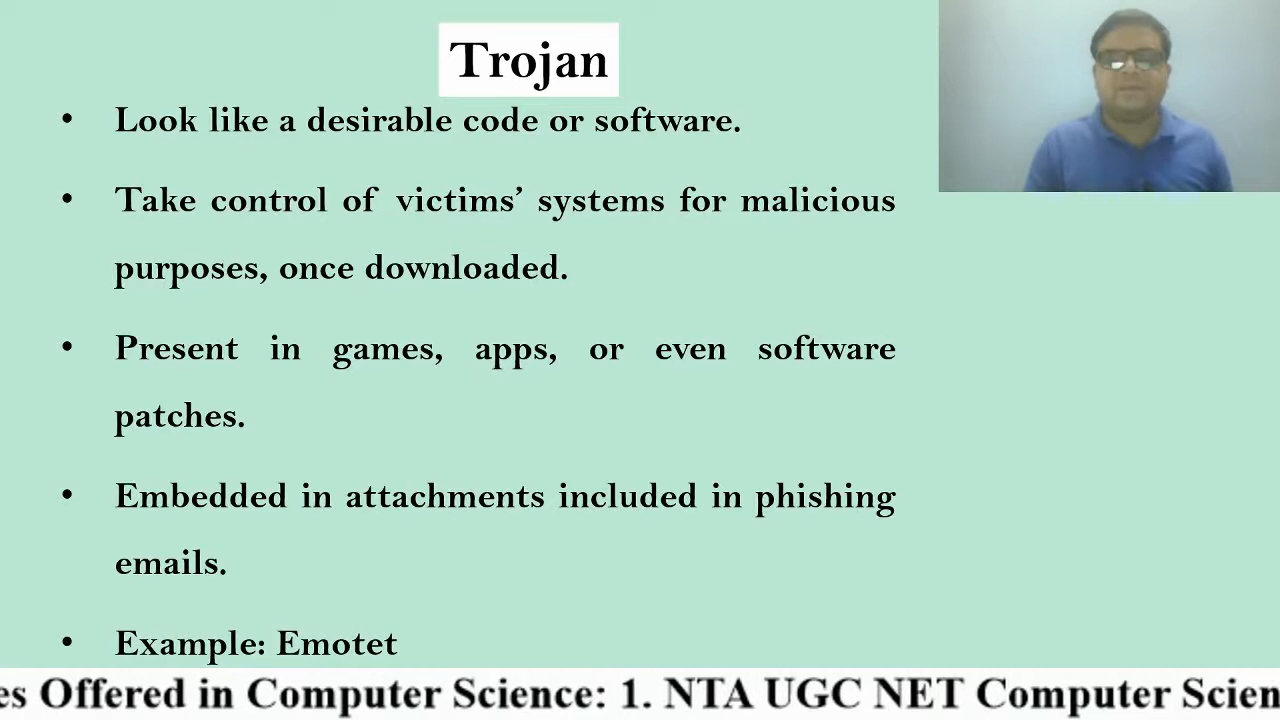 Trojan
• Look like a desirable code or software.
• Take control of victims’ systems for malicious
purposes, once downloaded.
• Present in games, apps, or even software
patches.
• Embedded in attachments included in phishing
emails.
• Example: Emotet
es Offered in Computer Science: 1. NTA UGC NET Computer Scien